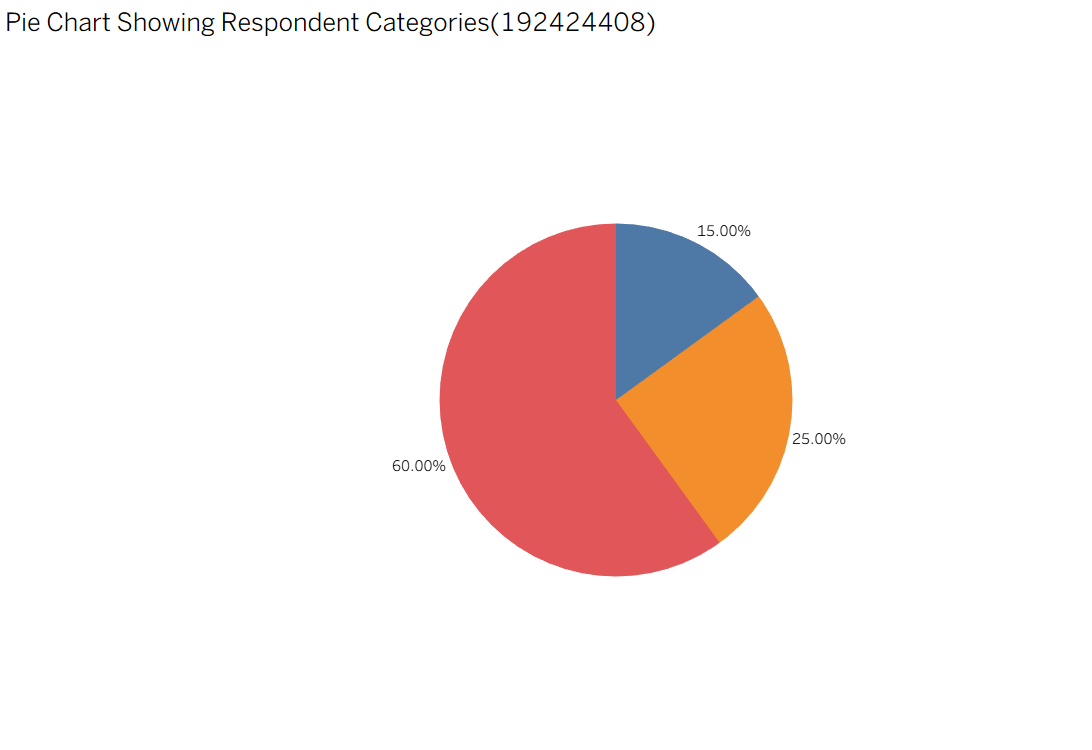 Pie Chart Showing Respondent Categories(192424408)
15.00%
25.00%
60.00%